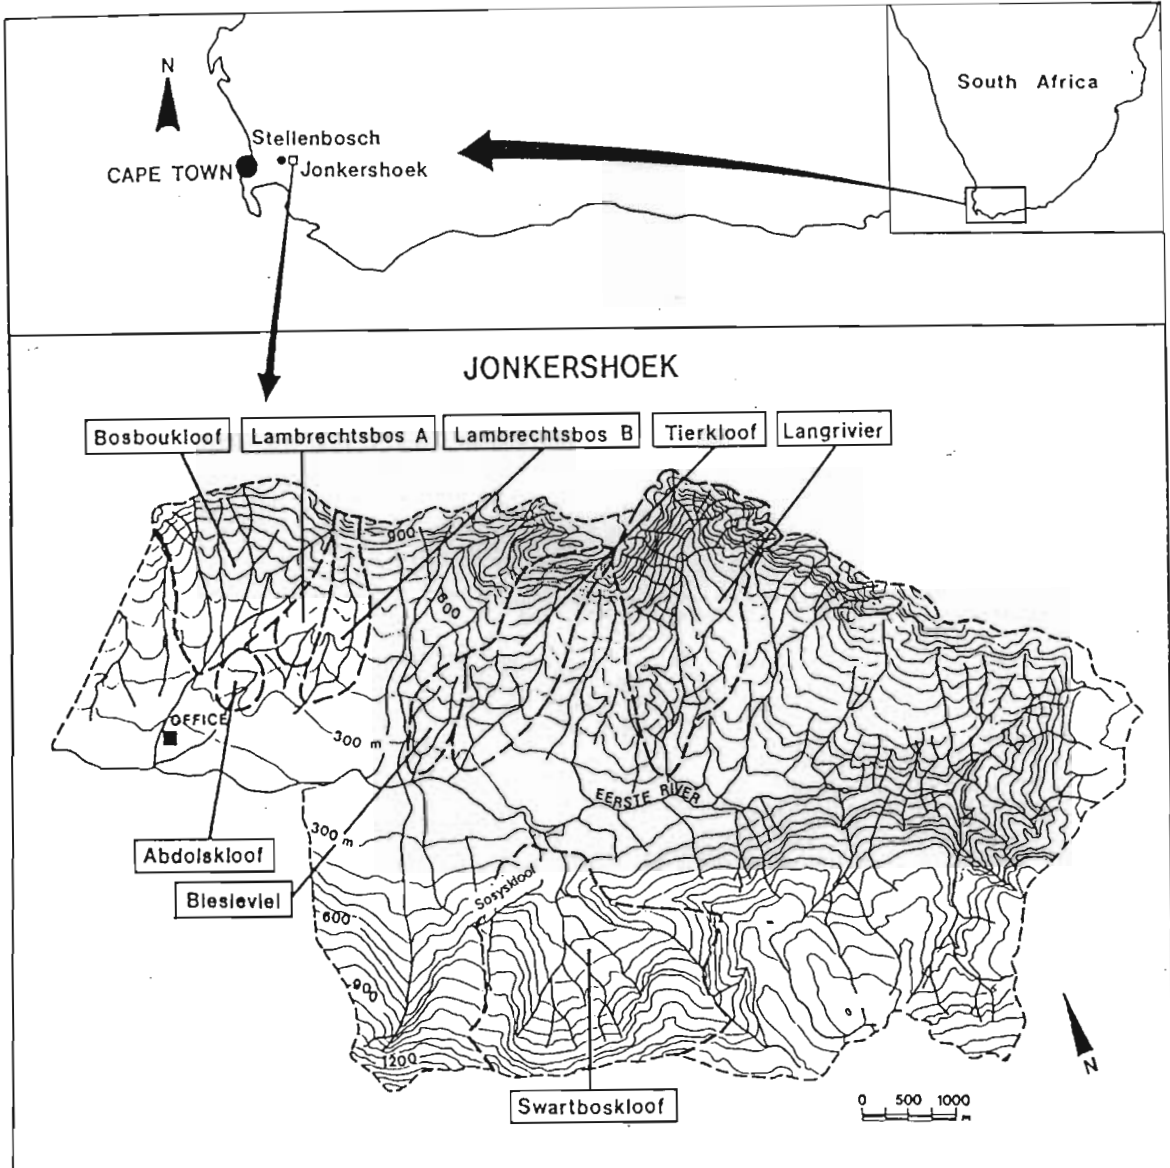 N
South Africa
Stellenbosch
CAPE TOWN
Jonkershoek
JONKERSHOEK
Bosboukloof
Lambrechtsbos A
Lambrechtsbos B
Tierkloof
Langrivier
900
600
OFFICE
300 m
EERSTE RIVER
300
m
Abdolskloof
Biesievlei
Sosyskloof
600
900
1200
Swartboskloof
N
0 500 1000
m